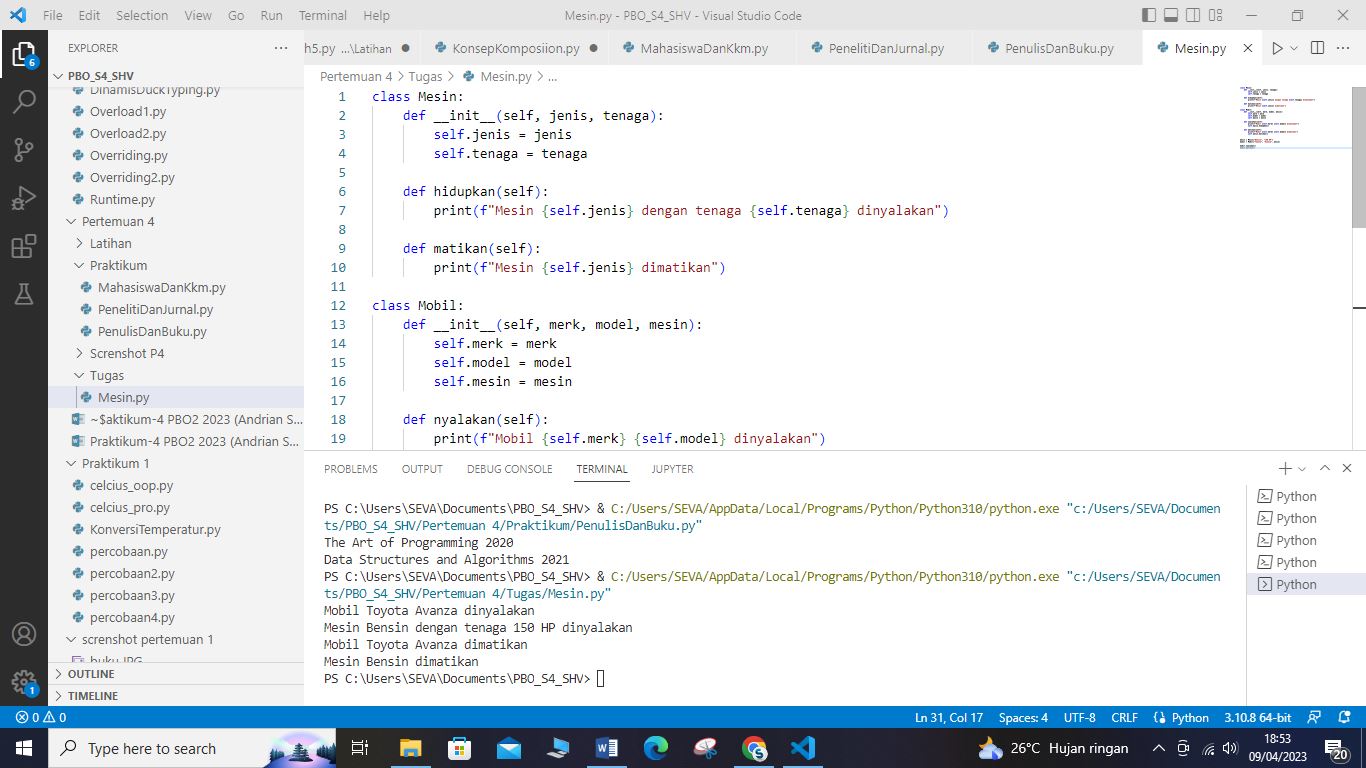 File Edit Selection View Go Run Terminal Help
Mesin.py - PBO_S4_SHV - Visual Studio Code
EXPLORER
h5.py ...\Latihan
KonsepKomposiion.py
MahasiswaDanKkm.py
PenelitiDanJurnal.py
PenulisDanBuku.py
Mesin.py
PBO_S4_SHV
DinamisDuckTyping.py
Overload1.py
Overload2.py
Overriding.py
Overriding2.py
Runtime.py
Pertemuan 4
Latihan
Praktikum
MahasiswaDanKkm.py
PenelitiDanJurnal.py
PenulisDanBuku.py
Scrnshot P4
Tugas
Mesin.py
~$aktikum-4 PBO2 2023 (Andrian S...
Praktikum-4 PBO2 2023 (Andrian S...
Praktikum 1
celcius_oop.py
celcius_pro.py
KonversiTemperatur.py
percobaan.py
percobaan2.py
percobaan3.py
percobaan4.py
scrnshot pertemuan 1
buku.JPG
OUTLINE
TIMELINE
6
1
Pertemuan 4 > Tugas > Mesin.py > ...
1 class Mesin:
2 def __init__(self, jenis, tenaga):
3 self.jenis = jenis
4 self.tenaga = tenaga
5
6 def hidupkan(self):
7 print(f"Mesin {self.jenis} dengan tenaga {self.tenaga} dinyalakan")
8
9 def matikan(self):
10 print(f"Mesin {self.jenis} dimatikan")
11
12 class Mobil:
13 def __init__(self, merk, model, mesin):
14 self.merk = merk
15 self.model = model
16 self.mesin = mesin
17
18 def nyalakan(self):
19 print(f"Mobil {self.merk} {self.model} dinyalakan")
PROBLEMS OUTPUT DEBUG CONSOLE TERMINAL JUPYTER
PS C:\Users\SEVA\Documents\PBO_S4_SHV> & C:/Users/SEVA/AppData/Local/Programs/Python/Python310/python.exe "c:/Users/SEVA/Documen
ts/PBO_S4_SHV/Pertemuan 4/Praktikum/PenulisDanBuku.py"
The Art of Programming 2020
Data Structures and Algorithms 2021
PS C:\Users\SEVA\Documents\PBO_S4_SHV> & C:/Users/SEVA/AppData/Local/Programs/Python/Python310/python.exe "c:/Users/SEVA/Documen
ts/PBO_S4_SHV/Pertemuan 4/Tugas/Mesin.py"
Mobil Toyota Avanza dinyalakan
Mesin Bensin dengan tenaga 150 HP dinyalakan
Mobil Toyota Avanza dimatikan
Mesin Bensin dimatikan
PS C:\Users\SEVA\Documents\PBO_S4_SHV>
Python
Python
Python
Python
Python
0 0
Ln 31, Col 17 Spaces: 4 UTF-8 CRLF Python 3.10.8 64-bit
Type here to search
26°C Hujan ringan
18:53
09/04/2023
20